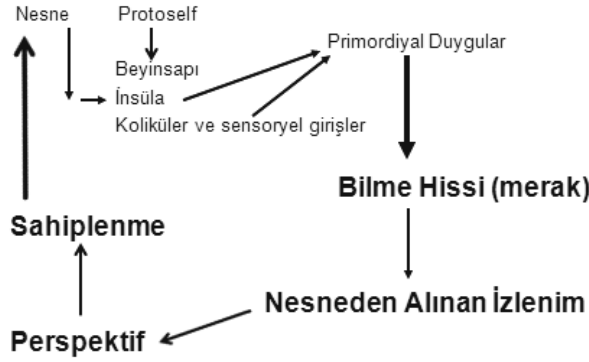 Nesne Protoself
Primordiyal Duygular
Beyinsapı
İnsüla
Koliküler ve sensoryel girişler
Bilme Hissi (merak)
Sahiplenme
Nesneden Alınan İzlenim
Perspektif